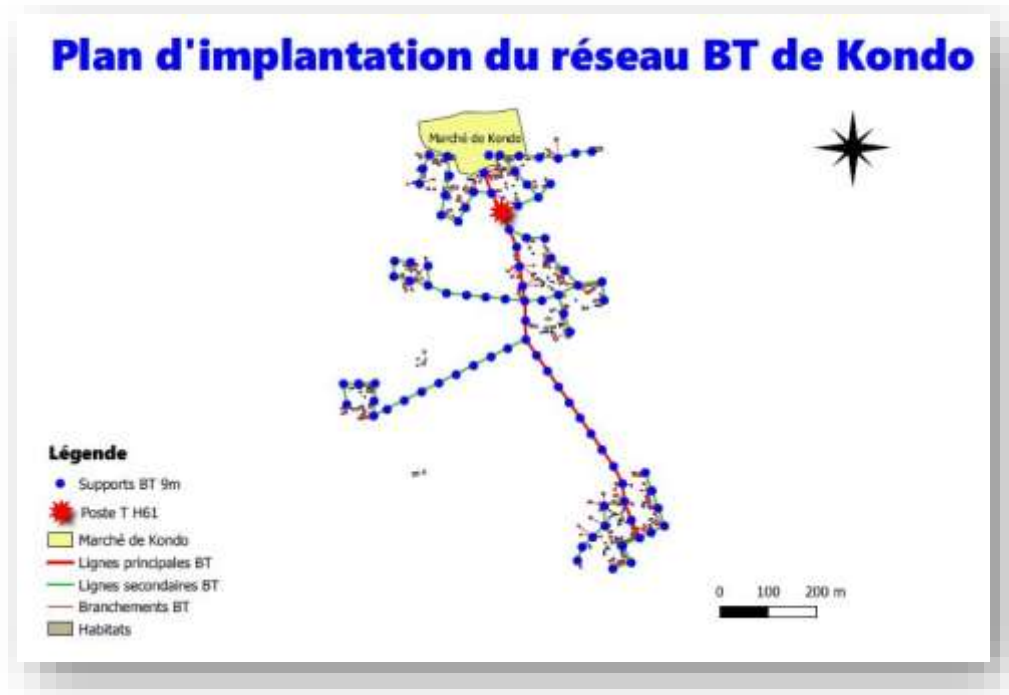 Plan d'implantation du réseau BT de Kondo
Marché de Kondo
Légende
Supports BT 9m
Poste T H61
Marché de Kondo
Lignes principales BT
Lignes secondaires BT
Branchements BT
Habitats
0 100 200 m